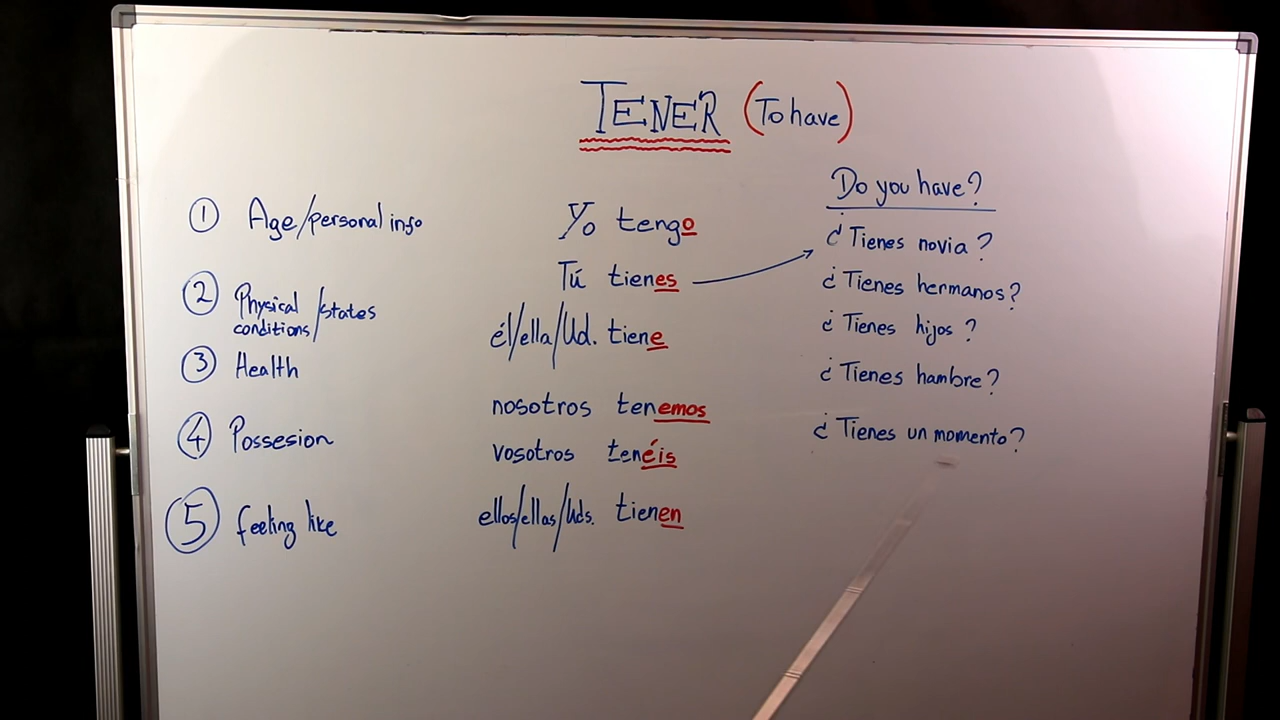 TENER (To have)
① Age/personal info
② Physical/states
conditions
③ Health
④ Possesion
⑤ feeling like
Yo tengo
Tú tienes
él/ella/Ud. tiene
nosotros tenemos
vosotros tenéis
ellos/ellas/Uds. tienen
Do you have?
¿Tienes novia?
¿Tienes hermanos?
¿Tienes hijos?
¿Tienes hambre?
¿Tienes un momento?